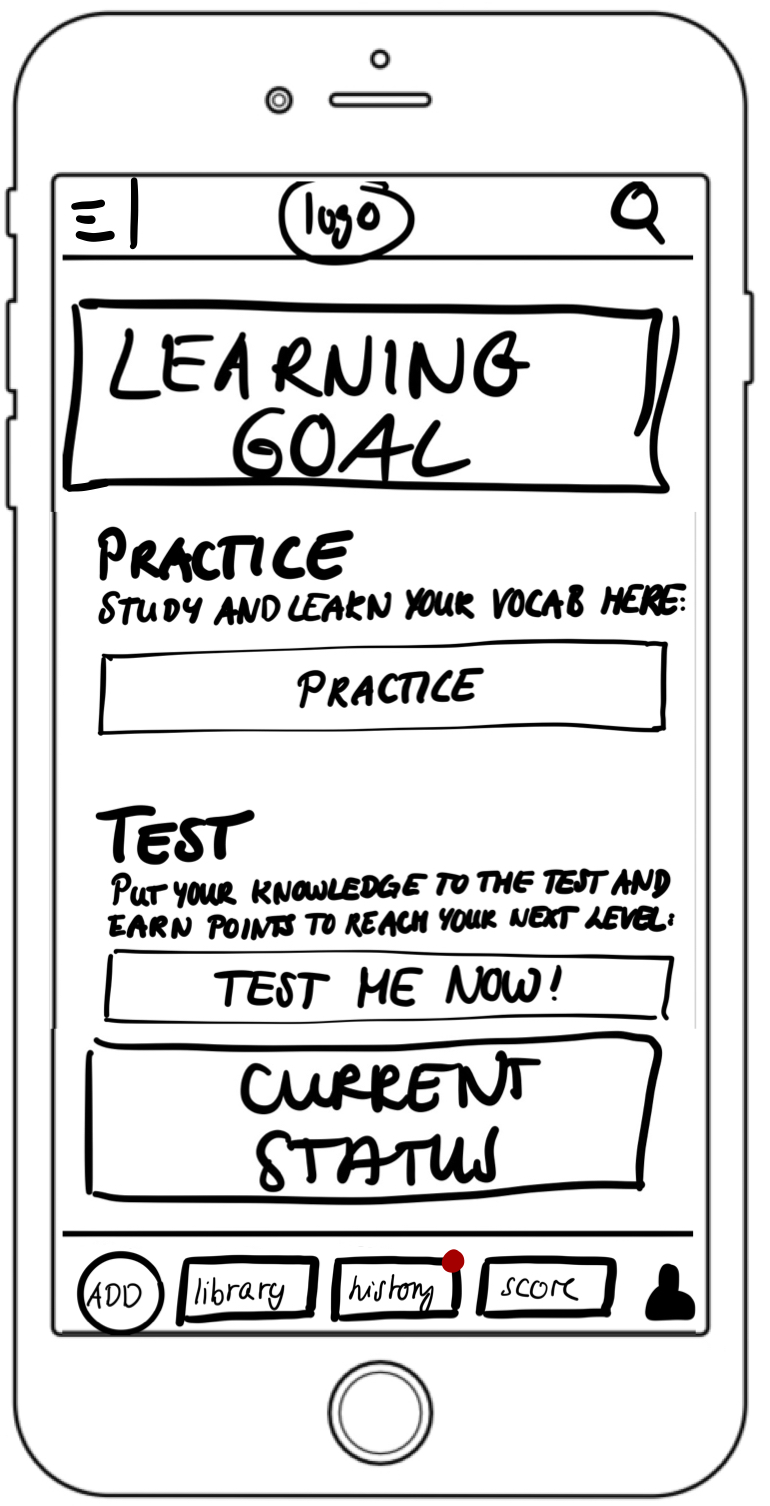 logo
LEARNING
GOAL
PRACTICE
STUDY AND LEARN YOUR VOCAB HERE:
PRACTICE
TEST
PUT YOUR KNOWLEDGE TO THE TEST AND
EARN POINTS TO REACH YOUR NEXT LEVEL:
TEST ME NOW!
CURRENT
STATUS
ADD library history score